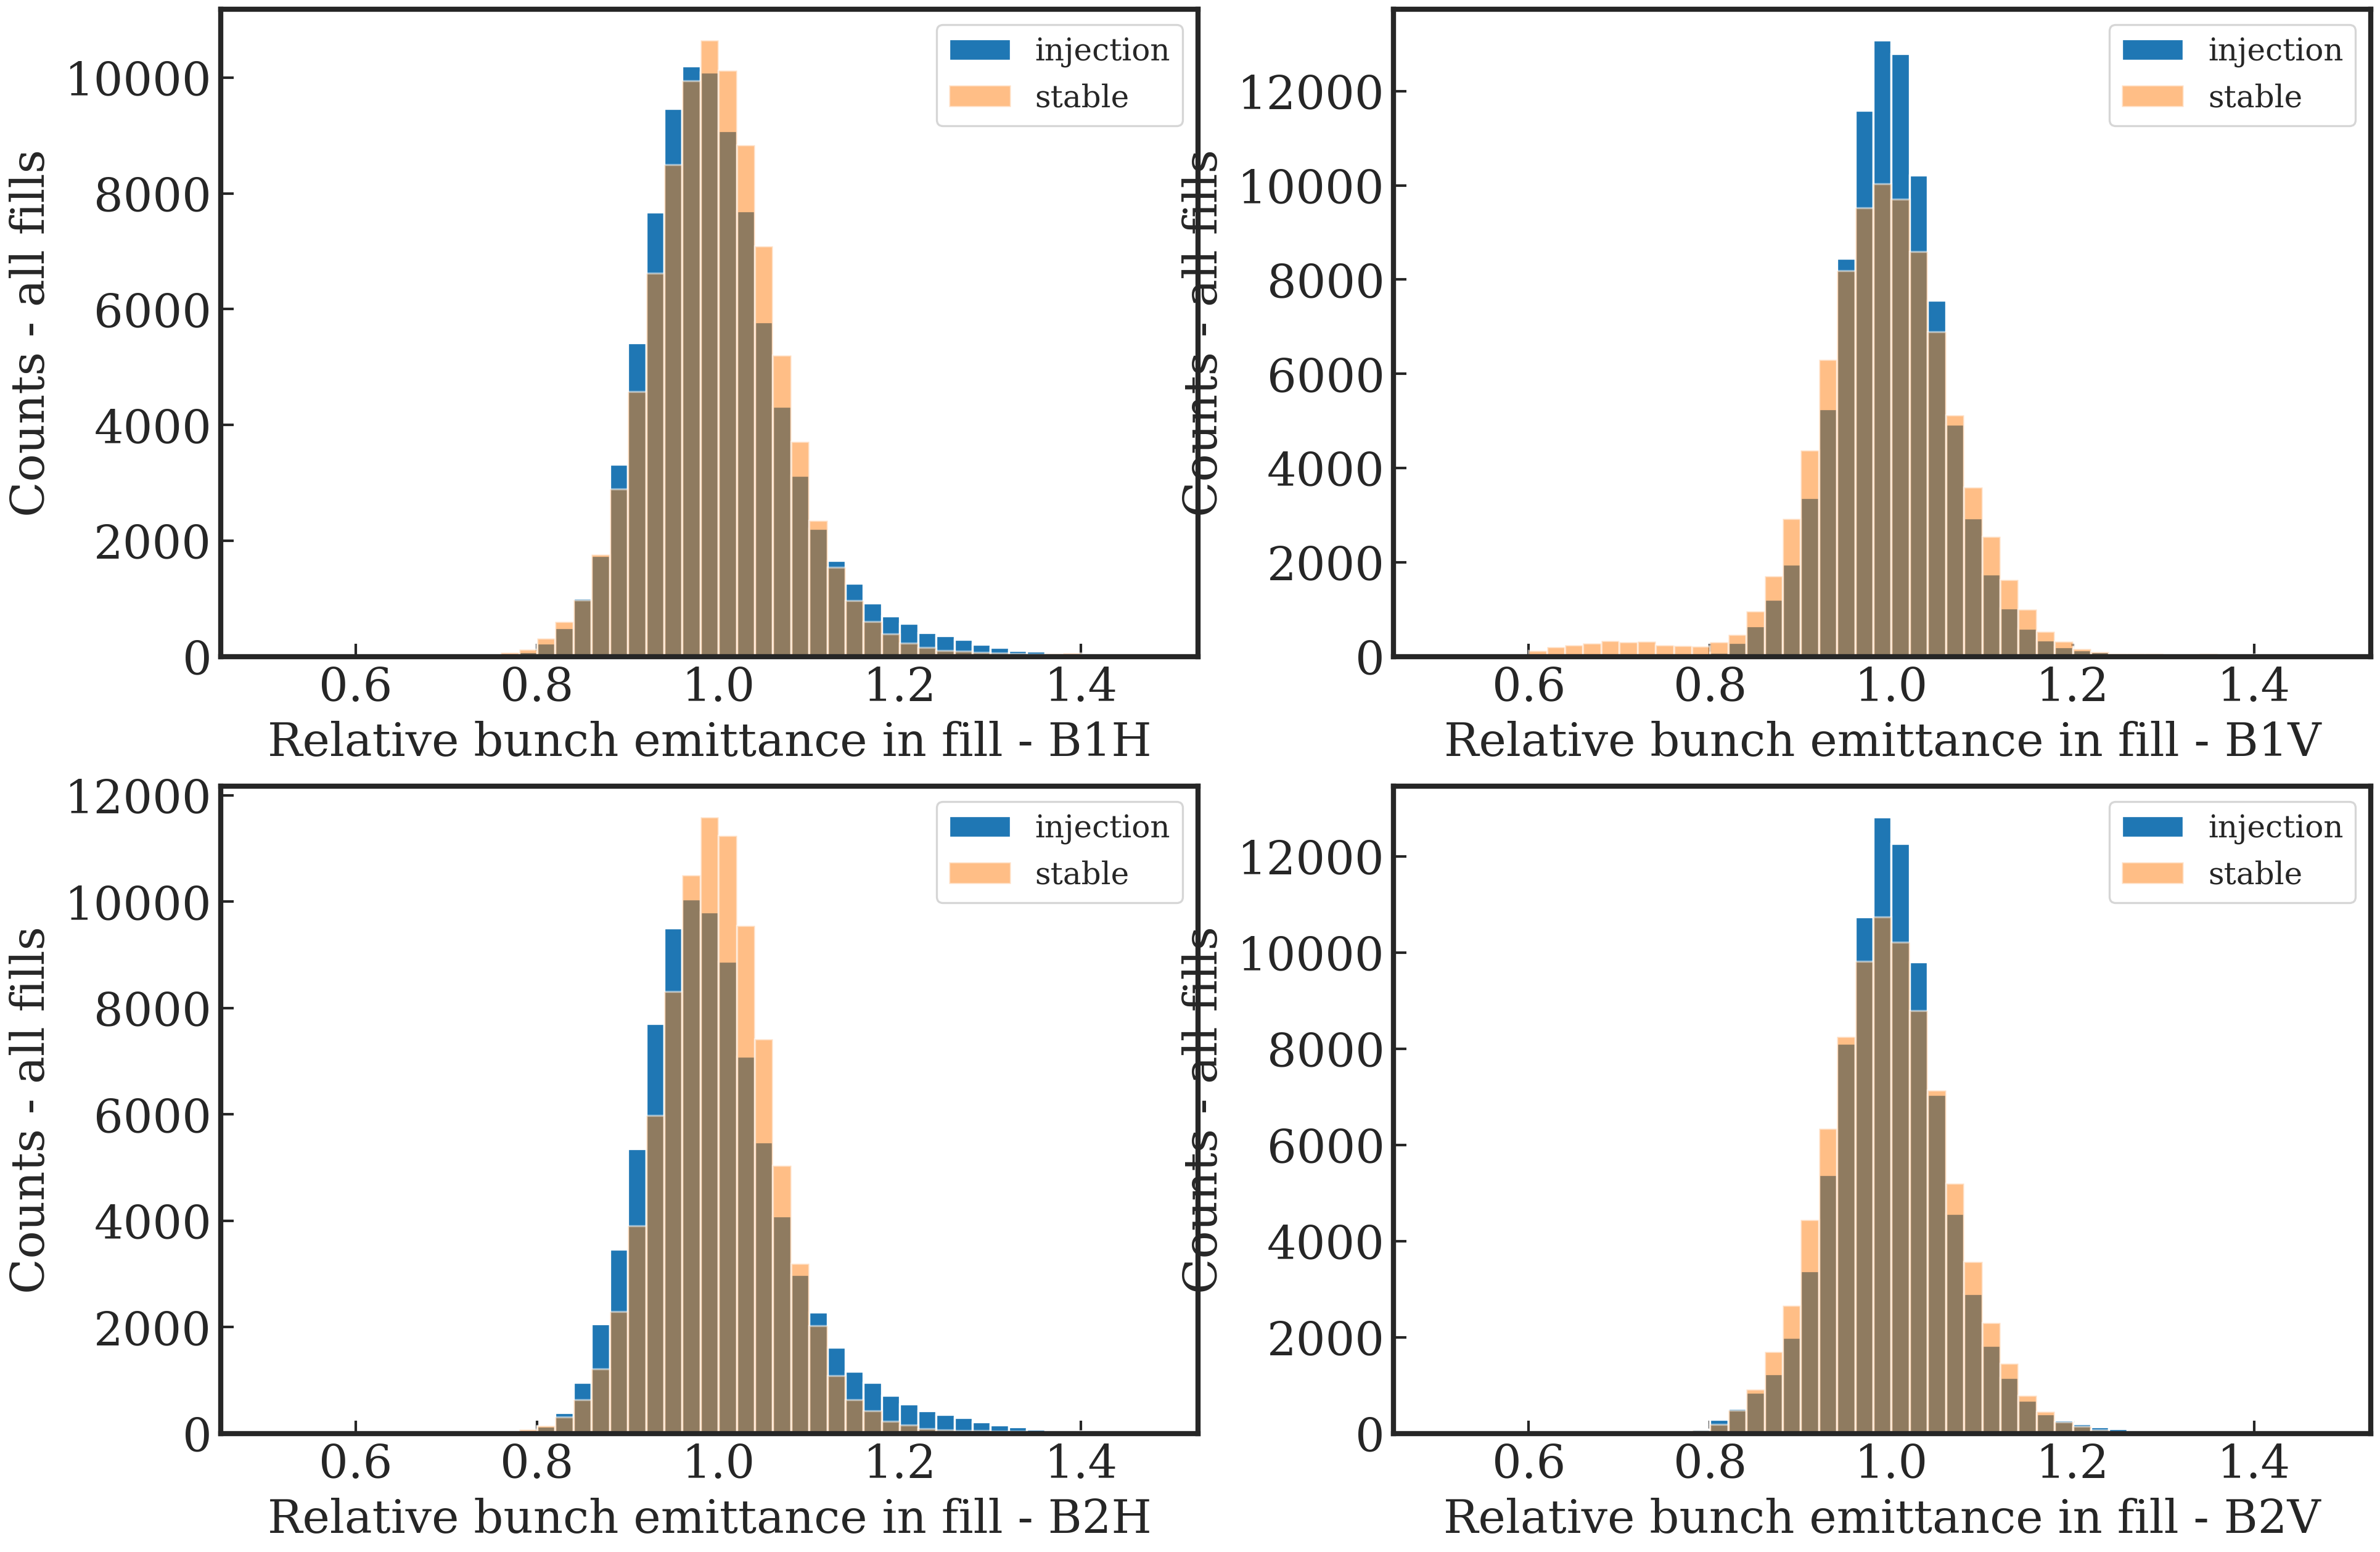 Counts - all fills
10000
8000
6000
4000
2000
0
0.6 0.8 1.0 1.2 1.4
Relative bunch emittance in fill - B1H
injection
stable
Counts - all fills
12000
10000
8000
6000
4000
2000
0
0.6 0.8 1.0 1.2 1.4
Relative bunch emittance in fill - B1V
injection
stable
Counts - all fills
12000
10000
8000
6000
4000
2000
0
0.6 0.8 1.0 1.2 1.4
Relative bunch emittance in fill - B2H
injection
stable
Counts - all fills
12000
10000
8000
6000
4000
2000
0
0.6 0.8 1.0 1.2 1.4
Relative bunch emittance in fill - B2V
injection
stable